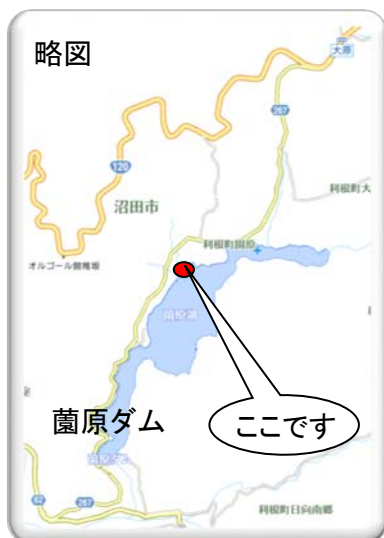 略図
大原
267
120
沼田市
利根町大
利根町園原
オルゴール館椎坂
薗原湖
薗原ダム
ここです
62
267
利根町日向南郷